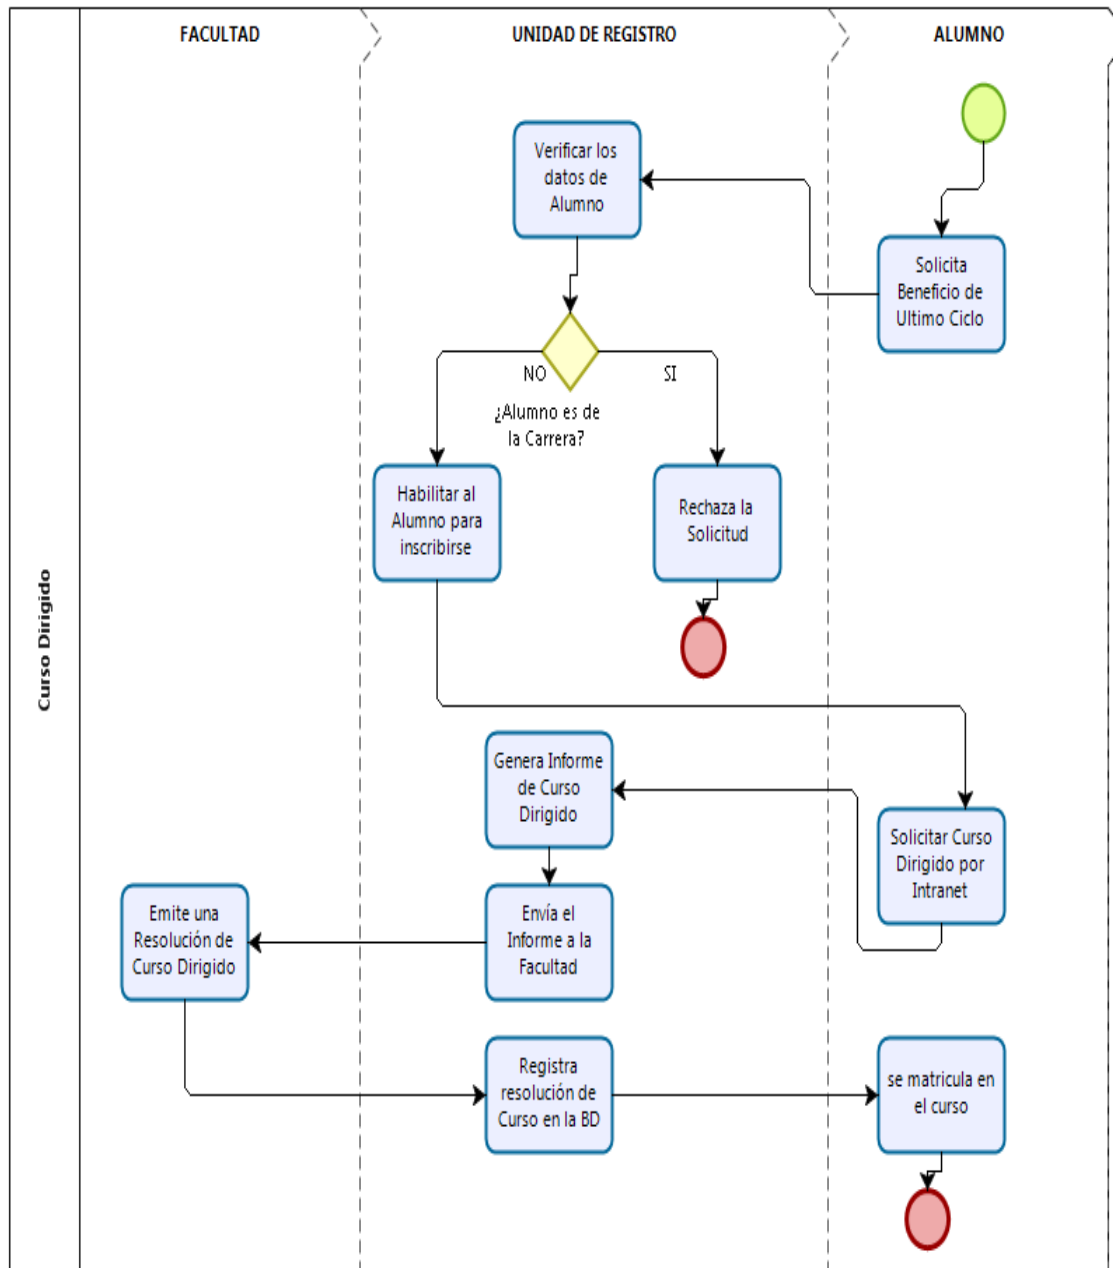 FACULTAD
UNIDAD DE REGISTRO
ALUMNO
Curso Dirigido
Verificar los
datos de
Alumno
Solicita
Beneficio de
Ultimo Ciclo
NO
SI
¿Alumno es de
la Carrera?
Habilitar al
Alumno para
inscribirse
Rechaza la
Solicitud
Genera Informe
de Curso
Dirigido
Solicitar Curso
Dirigido por
Intranet
Emite una
Resolución de
Curso Dirigido
Envía el
Informe a la
Facultad
Registra
resolución de
Curso en la BD
se matricula en
el curso